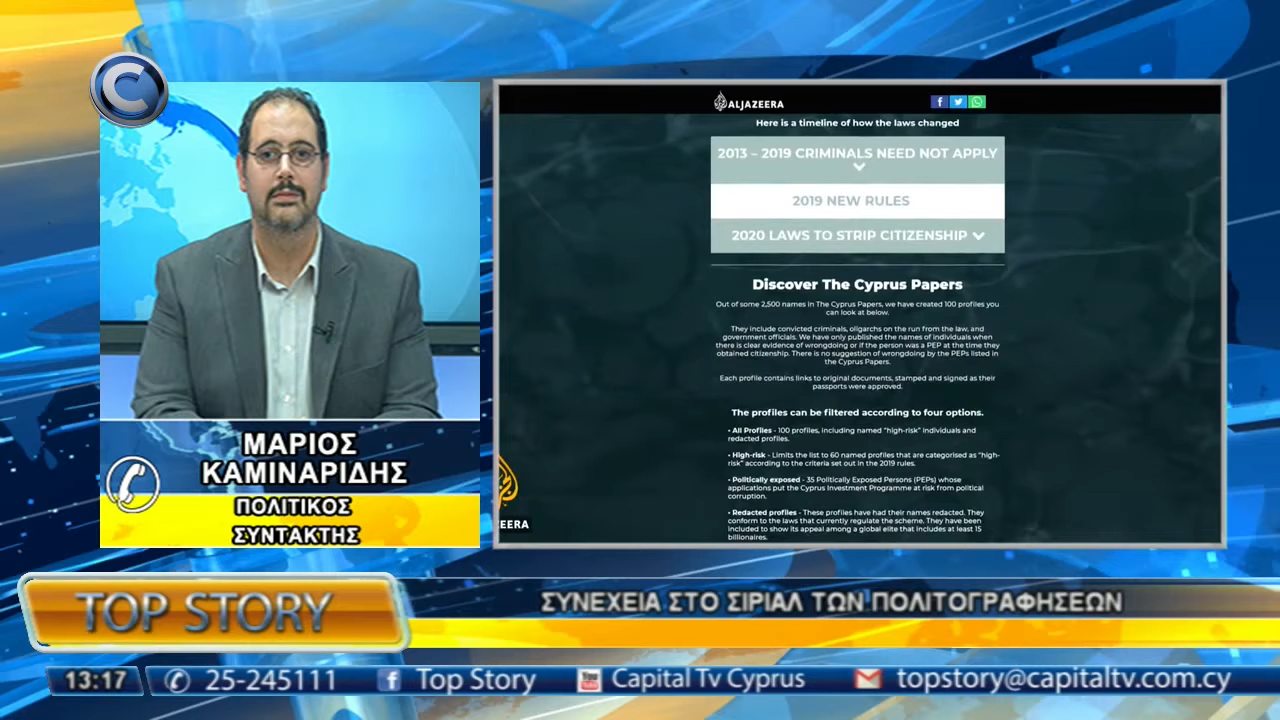 C
ALJAZEERA
Here is a timeline of how the laws changed
2013 – 2019 CRIMINALS NEED NOT APPLY
2019 NEW RULES
2020 LAWS TO STRIP CITIZENSHIP
Discover The Cyprus Papers
Out of some 2,500 names in The Cyprus Papers, we have created 100 profiles you
can look at below.
They include convicted criminals, oligarchs on the run from the law, and
government officials. We have only published the names of individuals when
there is clear evidence of wrongdoing or if the person was a PEP at the time they
obtained citizenship. There is no suggestion of wrongdoing by the PEPs listed in
the Cyprus Papers.
Each profile contains links to original documents, stamped and signed as their
passports were approved.
The profiles can be filtered according to four options.
• All Profiles - 100 profiles, including named “high-risk” individuals and
redacted profiles.
• High-risk - Limits the list to 60 named profiles that are categorised as “high-
risk” according to the criteria set out in the 2019 rules.
• Politically exposed - 35 Politically Exposed Persons (PEPs) whose
applications put the Cyprus Investment Programme at risk from political
corruption.
• Redacted profiles - These profiles have had their names redacted. They
conform to the laws that currently regulate the scheme. They have been
included to show its appeal among a global elite that includes at least 15
billionaires.
ZEERA
ΜΑΡΙΟΣ
ΚΑΜΙΝΑΡΙΔΗΣ
ΠΟΛΙΤΙΚΟΣ
ΣΥΝΤΑΚΤΗΣ
TOP STORY
ΣΥΝΕΧΕΙΑ ΣΤΟ ΣΙΡΙΑΛ ΤΩΝ ΠΟΛΙΤΟΓΡΑΦΗΣΕΩΝ
13:17 25-245111 f Top Story You Tube Capital Tv Cyprus topstory@capitaltv.com.cy